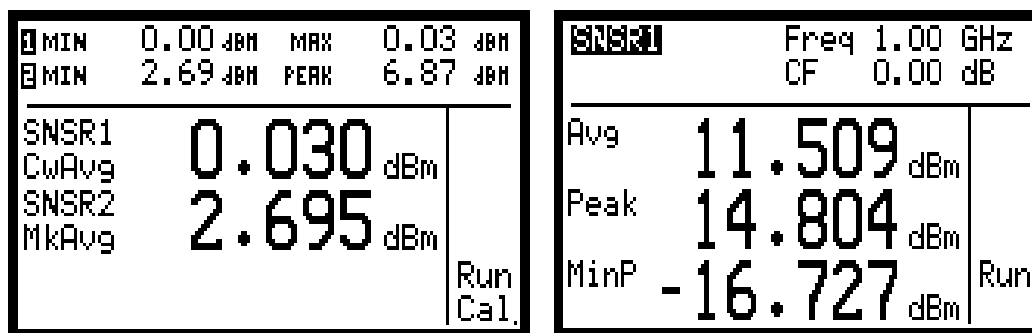 1 MIN 0.00 dBm MAX 0.03 dBm
2 MIN 2.69 dBm PEAK 6.87 dBm
SNSR1
CwAvg 0.030 dBm
SNSR2
MkAvg 2.695 dBm
Run
Cal
SNSR1 Freq 1.00 GHz
CF 0.00 dB
Avg 11.509 dBm
Peak 14.804 dBm
MinP -16.727 dBm
Run